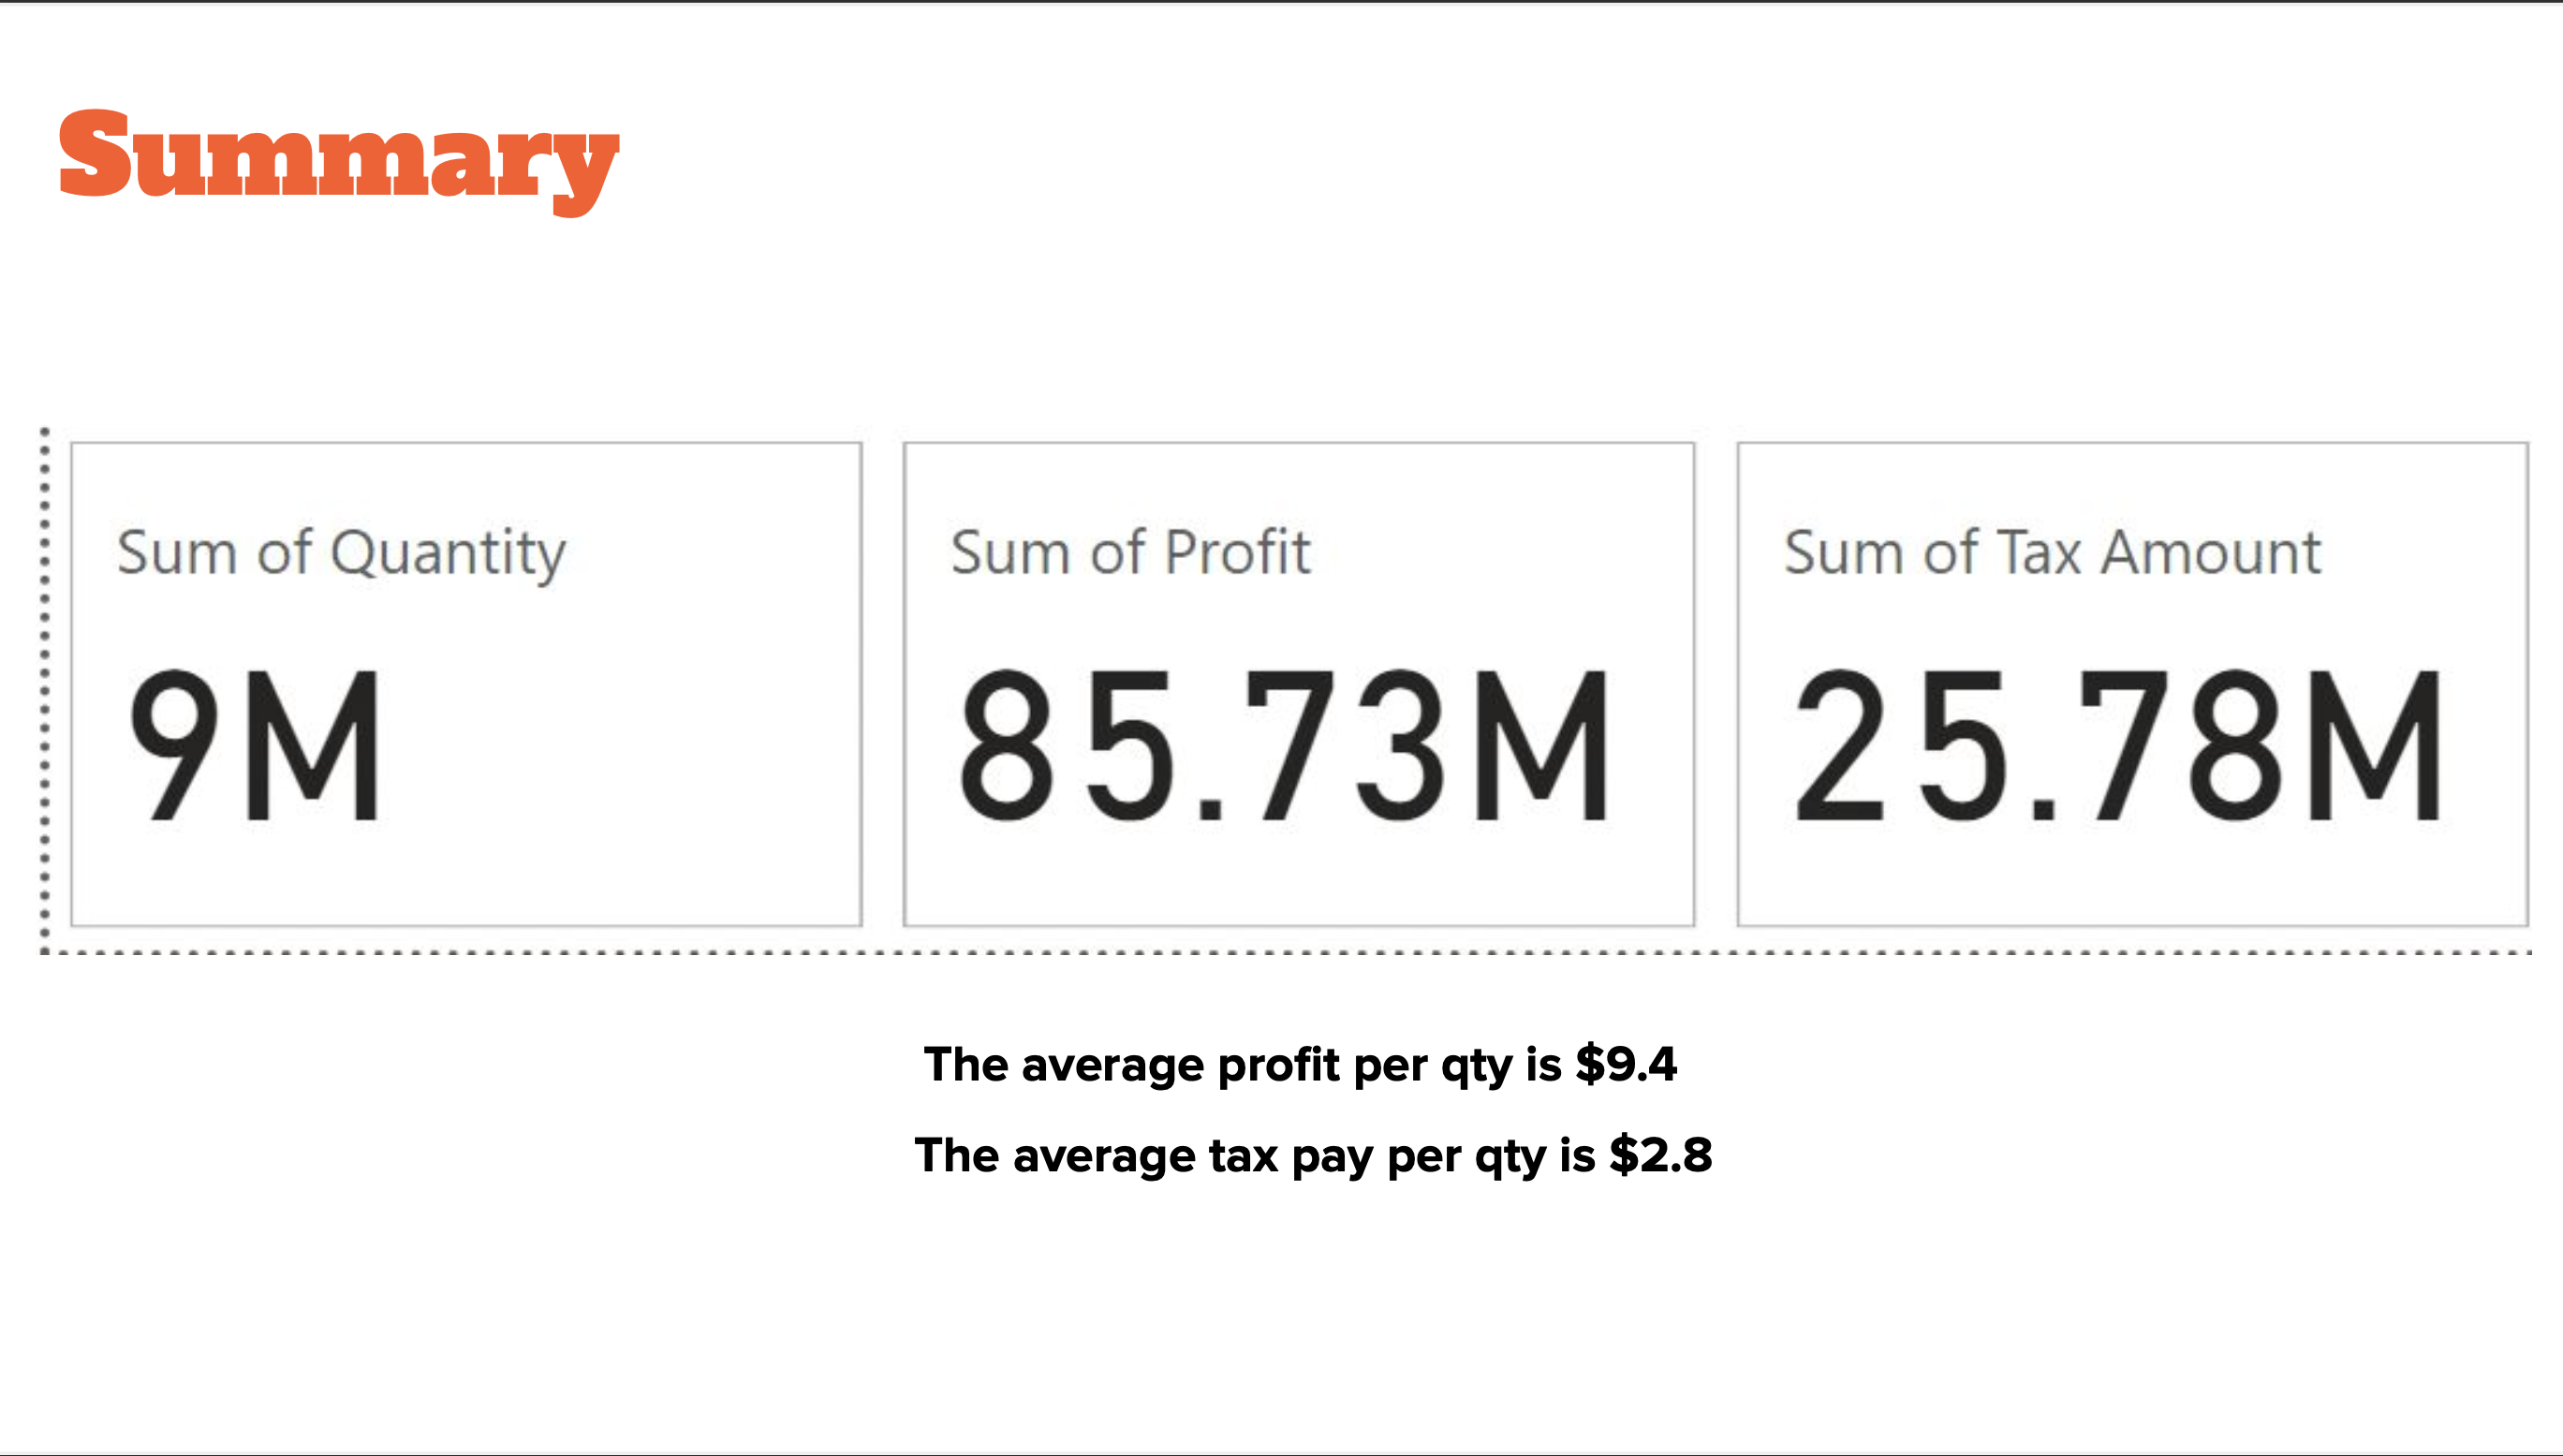 Summary
Sum of Quantity
9M
Sum of Profit
85.73M
Sum of Tax Amount
25.78M
The average profit per qty is $9.4
The average tax pay per qty is $2.8